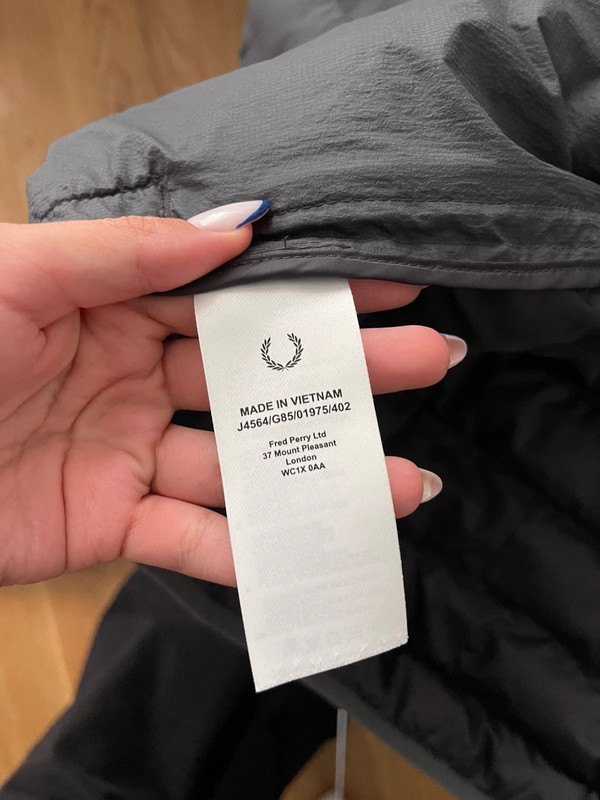 MADE IN VIETNAM
J4564/G85/01975/402
Fred Perry Ltd
37 Mount Pleasant
London
WC1X 0AA